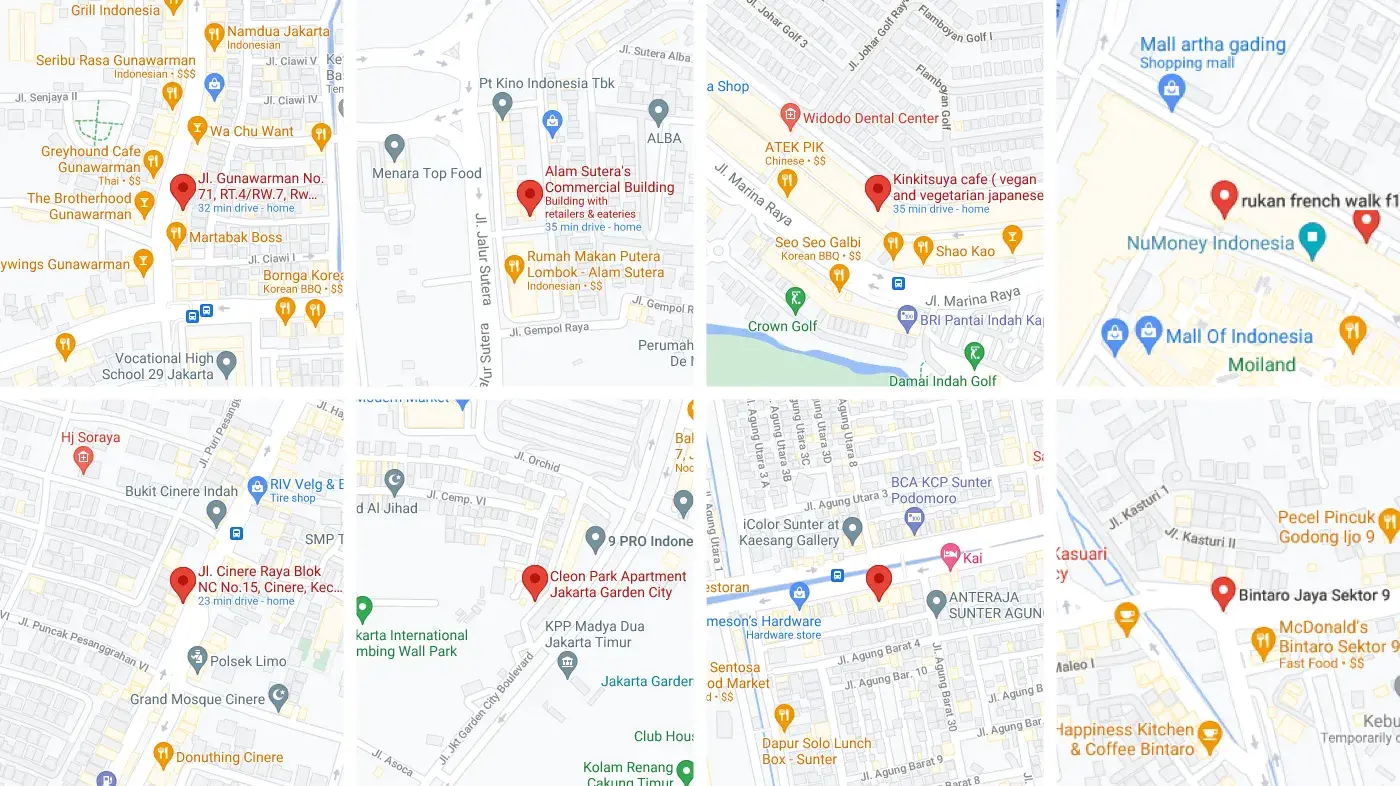 Grill Indonesia
Namdua Jakarta
Indonesian
Seribu Rasa Gunawarman
Indonesian • $$$
Jl. Ciawi V
Jl. Senjaya II
Jl. Ciawi IV
Wa Chu Want
Greyhound Cafe
Gunawarman
Thai • $$
Jl. Gunawarman No.
71, RT.4/RW.7, Rw...
32 min drive - home
The Brotherhood
Gunawarman
Martabak Boss
Jl. Ciawi I
ywings Gunawarman
Bornga Korea
Korean BBQ • $$
Vocational High
School 29 Jakarta
Jl. Sutera Alba
Pt Kino Indonesia Tbk
ALBA
Menara Top Food
Alam Sutera's
Commercial Building
Building with
retailers & eateries
35 min drive - home
Jl. Jalur Sutera
Rumah Makan Putera
Lombok - Alam Sutera
Indonesian • $$
Jl. Gempol R
Jl. Gempol Raya
Perumah
De M
Jl. Johar Golf 3
Jl. Johar Golf Raya
Flamboyan Golf I
Flamboyan Golf
a Shop
Widodo Dental Center
ATEK PIK
Chinese • $$
Jl. Marina Raya
Kinkitsuya cafe ( vegan
and vegetarian japanese
35 min drive - home
Seo Seo Galbi
Korean BBQ • $$
Shao Kao
Jl. Marina Raya
Crown Golf
BRI Pantai Indah Kap
Damai Indah Golf
Mall artha gading
Shopping mall
rukan french walk f1
NuMoney Indonesia
Mall Of Indonesia
Moiland
Jl. Puri Pesang
Jl. Ha
Hj Soraya
RIV Velg & B
Tire shop
Bukit Cinere Indah
SMP T
Jl. Cinere Raya Blok
NC No.15, Cinere, Kec...
23 min drive - home
Jl. Puncak Pesanggrahan VI
Polsek Limo
Grand Mosque Cinere
Donuthing Cinere
Modern Market
Jl. Orchid
Bak
7, J
Jl. Cemp. VI
d Al Jihad
9 PRO Indone
Cleon Park Apartment
Jakarta Garden City
karta International
mbing Wall Park
KPP Madya Dua
Jakarta Timur
Jakarta Garden
Jl. Jkt Garden City Boulevard
Club Hous
Jl. Asoca
Kolam Renang
Cakung Timur
Agung Utara 3 A
Agung Utara 3B
Agung Utara 3C
Agung Utara 3D
Agung Utara 8
Sa
BCA KCP Sunter
Podomoro
Jl. Agung Utara 3
iColor Sunter at
Kaesang Gallery
Jl. Agung Utara 1
Kai
estoran
meson's Hardware
Hardware store
ANTERAJA
SUNTER AGUN
Jl. Agung Barat 4
Sentosa
od Market
d • $$
Jl. Agung Bar. 10
Jl. Agung Barat 30
Jl. Agung Bar.
Dapur Solo Lunch
Box - Sunter
Jl. Agung Barat 9
Agung Barat 8
Jl. Kasturi 1
Jl. Kasturi II
Pecel Pincuk
Godong Ijo 9
Kasuari
cy
Bintaro Jaya Sektor 9
McDonald's
Bintaro Sektor 9
Fast Food • $$
Maleo I
Happiness Kitchen
& Coffee Bintaro
Kebu
Temporarily c